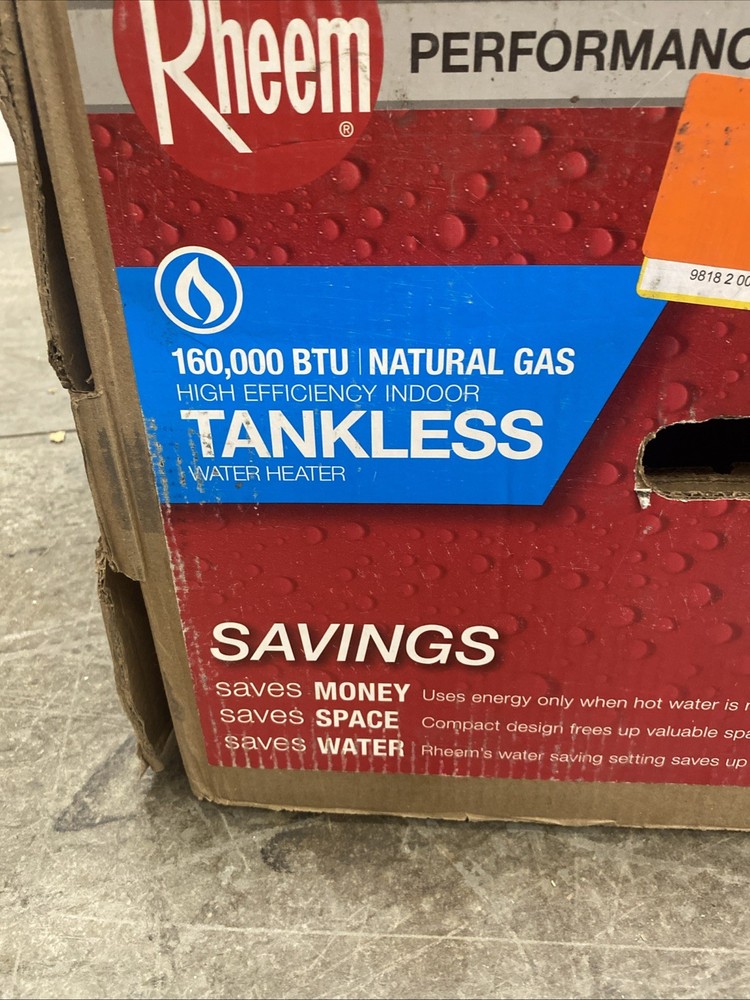 Rheem®
PERFORMANC
9818 2 00
160,000 BTU | NATURAL GAS
HIGH EFFICIENCY INDOOR
TANKLESS
WATER HEATER
SAVINGS
saves MONEY Uses energy only when hot water is
saves SPACE Compact design frees up valuable spa
saves WATER Rheem's water saving setting saves up